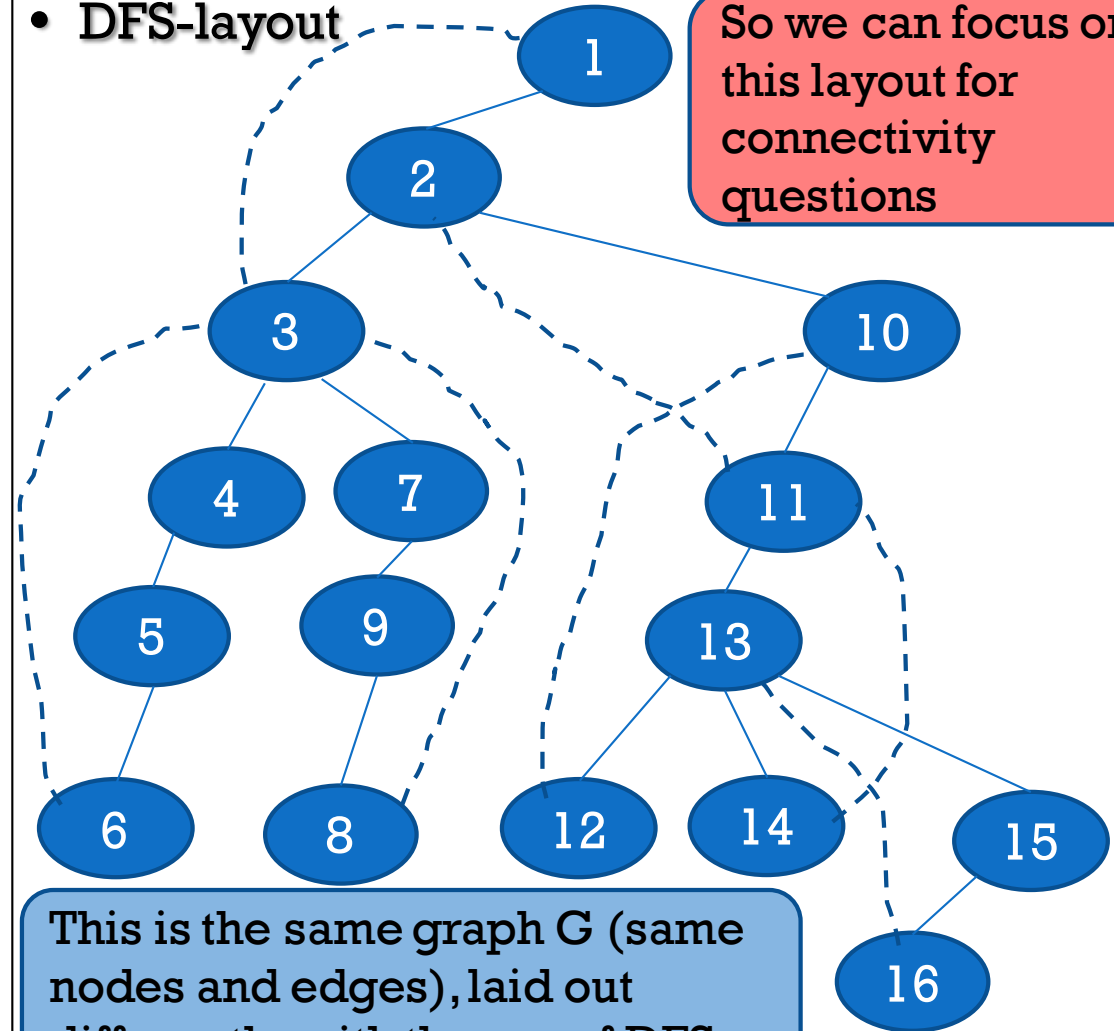 • DFS-layout
So we can focus on
this layout for
connectivity
questions
1
2
3
10
4
7
11
5
9
13
6
8
12
14
15
16
This is the same graph G (same
nodes and edges), laid out